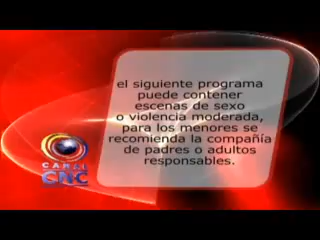 el siguiente programa
puede contener
escenas de sexo
o violencia moderada,
para los menores se
recomienda la compañía
de padres o adultos
responsables.
CANAL
CNC